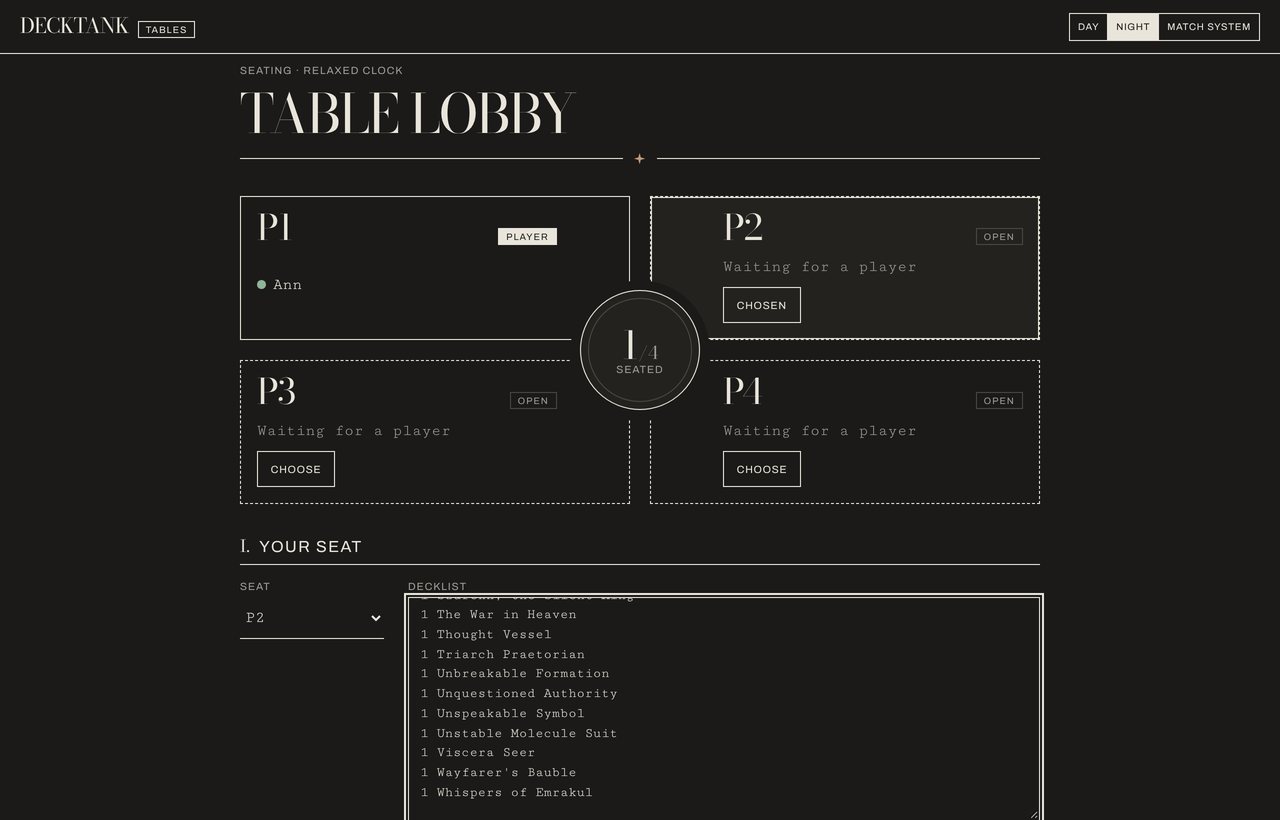 DECKTANK TABLES
DAY NIGHT MATCH SYSTEM
SEATING · RELAXED CLOCK
TABLE LOBBY
P1
PLAYER
Ann
P2
OPEN
Waiting for a player
CHOSEN
1/4
SEATED
P3
OPEN
Waiting for a player
CHOOSE
P4
OPEN
Waiting for a player
CHOOSE
I. YOUR SEAT
SEAT
P2
DECKLIST
1 The War in Heaven
1 Thought Vessel
1 Triarch Praetorian
1 Unbreakable Formation
1 Unquestioned Authority
1 Unspeakable Symbol
1 Unstable Molecule Suit
1 Viscera Seer
1 Wayfarer's Bauble
1 Whispers of Emrakul